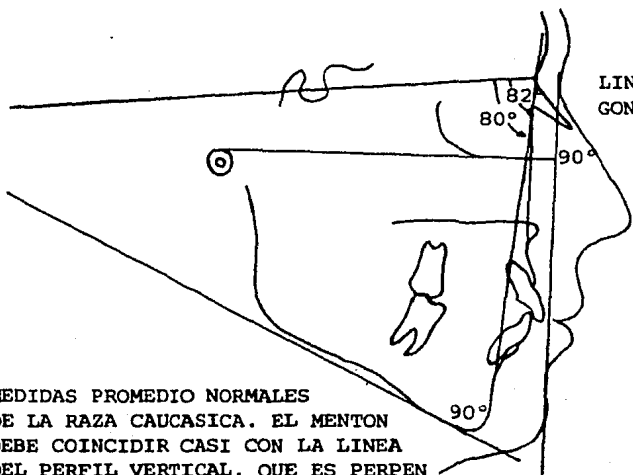 LIN
GON
82
80°
90°
90°
MEDIDAS PROMEDIO NORMALES
DE LA RAZA CAUCASICA. EL MENTON
DEBE COINCIDIR CASI CON LA LINEA
DEL PERFIL VERTICAL, QUE ES PERPEN